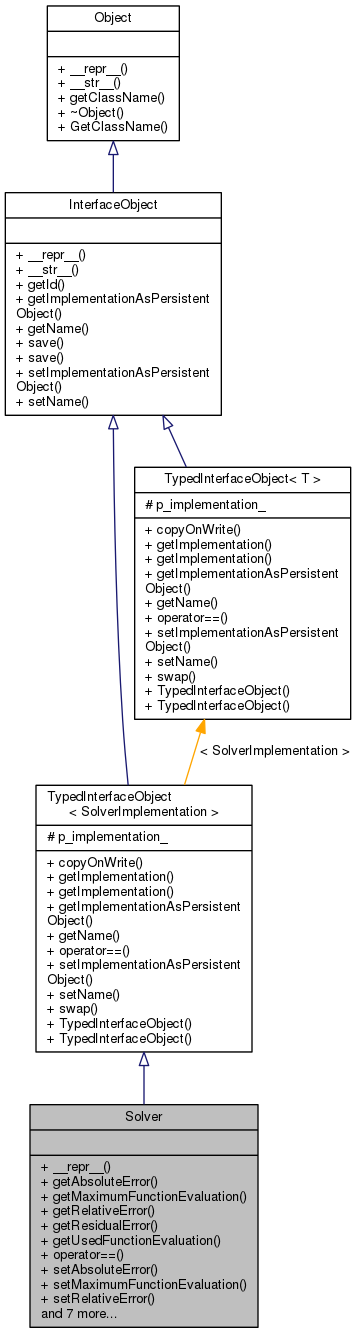 Object
+ __repr__()
+ __str__()
+ getClassName()
+ ~Object()
+ GetClassName()
InterfaceObject
+ __repr__()
+ __str__()
+ getId()
+ getImplementationAsPersistent
Object()
+ getName()
+ save()
+ save()
+ setImplementationAsPersistent
Object()
+ setName()
TypedInterfaceObject< T >
# p_implementation_
+ copyOnWrite()
+ getImplementation()
+ getImplementation()
+ getImplementationAsPersistent
Object()
+ getName()
+ operator==()
+ setImplementationAsPersistent
Object()
+ setName()
+ swap()
+ TypedInterfaceObject()
+ TypedInterfaceObject()
< SolverImplementation >
TypedInterfaceObject
< SolverImplementation >
# p_implementation_
+ copyOnWrite()
+ getImplementation()
+ getImplementation()
+ getImplementationAsPersistent
Object()
+ getName()
+ operator==()
+ setImplementationAsPersistent
Object()
+ setName()
+ swap()
+ TypedInterfaceObject()
+ TypedInterfaceObject()
Solver
+ __repr__()
+ getAbsoluteError()
+ getMaximumFunctionEvaluation()
+ getRelativeError()
+ getResidualError()
+ getUsedFunctionEvaluation()
+ operator==()
+ setAbsoluteError()
+ setMaximumFunctionEvaluation()
+ setRelativeError()
and 7 more...